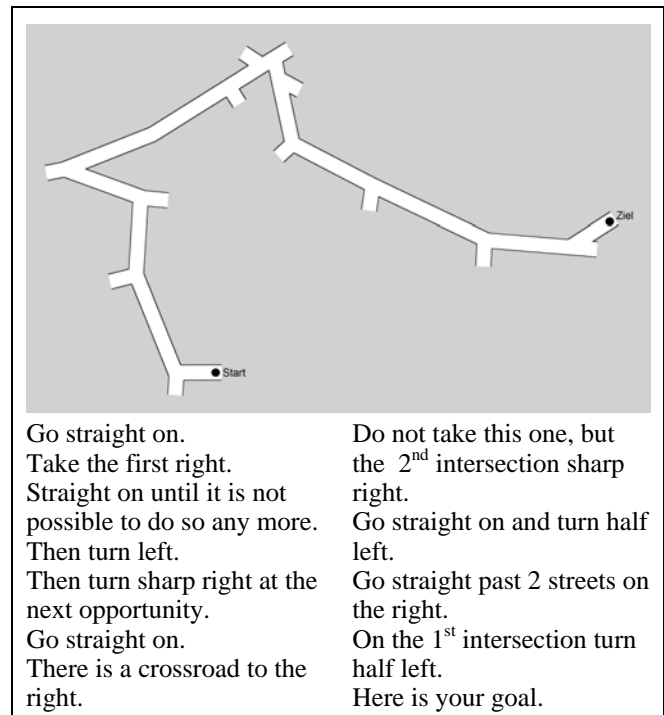 Ziel
Start
Go straight on.
Take the first right.
Straight on until it is not
possible to do so any more.
Then turn left.
Then turn sharp right at the
next opportunity.
Go straight on.
There is a crossroad to the
right.
Do not take this one, but
the 2nd intersection sharp
right.
Go straight on and turn half
left.
Go straight past 2 streets on
the right.
On the 1st intersection turn
half left.
Here is your goal.